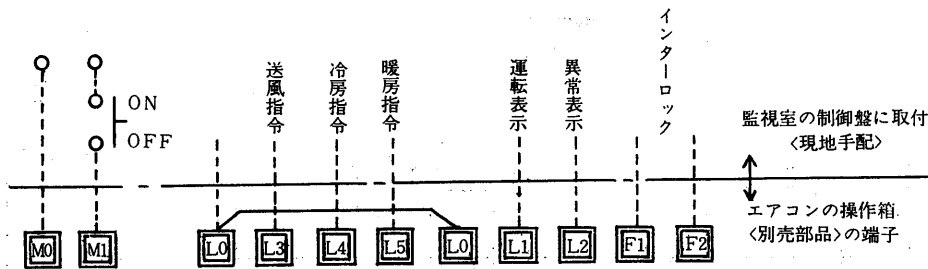 ON
OFF
送風指令
冷房指令
暖房指令
運転表示
異常表示
インターロック
監視室の制御盤に取付
〈現地手配〉
エアコンの操作箱
〈別売部品〉の端子
M0 M1 L0 L3 L4 L5 L0 L1 L2 F1 F2